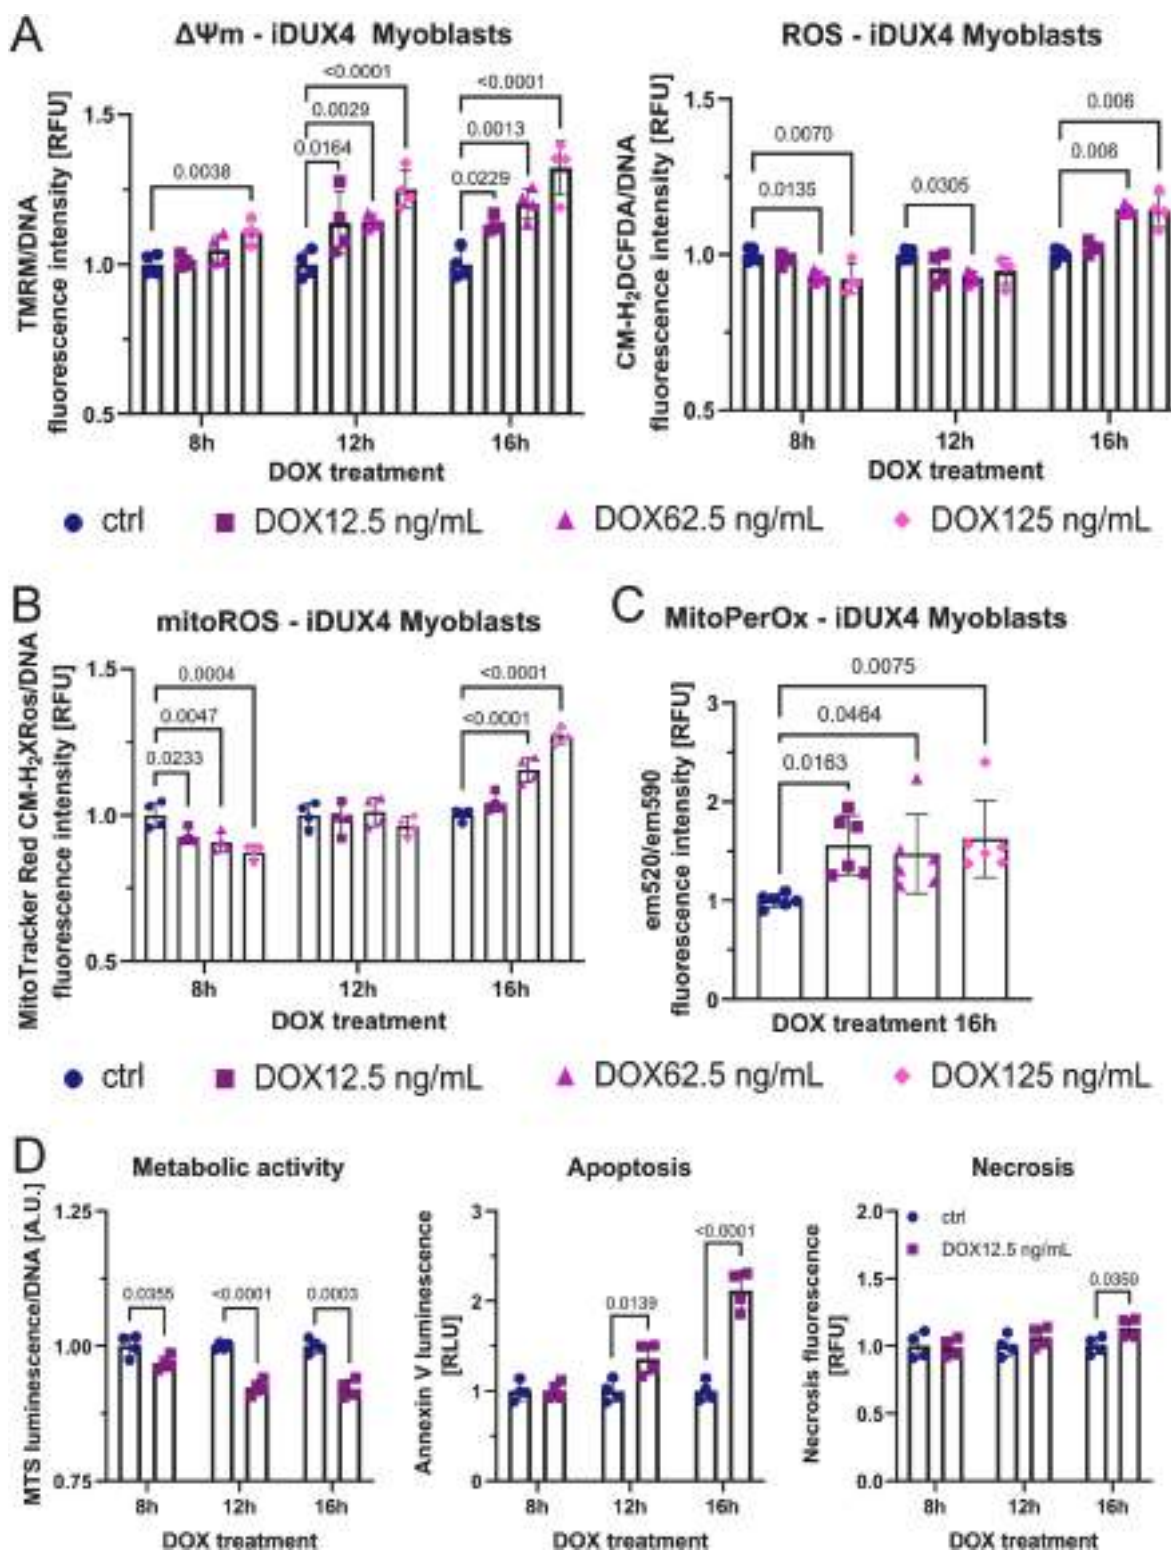 A
ΔΨm - iDUX4 Myoblasts
TMRM/DNA
fluorescence intensity [RFU]
1.5
1.0
0.5
0.0038
0.0164
0.0029
<0.0001
0.0229
0.0013
<0.0001
8h
12h
16h
DOX treatment
ROS - iDUX4 Myoblasts
CM-H₂DCFDA/DNA
fluorescence intensity [RFU]
1.5
1.0
0.5
0.0135
0.0070
0.0305
0.006
0.006
8h
12h
16h
DOX treatment
ctrl
DOX12.5 ng/mL
DOX62.5 ng/mL
DOX125 ng/mL
B
mitoROS - iDUX4 Myoblasts
MitoTracker Red CM-H₂XRos/DNA
fluorescence intensity [RFU]
1.5
1.0
0.5
0.0233
0.0047
0.0004
<0.0001
<0.0001
8h
12h
16h
DOX treatment
C
MitoPerOx - iDUX4 Myoblasts
em520/em590
fluorescence intensity [RFU]
3
2
1
0
0.0163
0.0464
0.0075
DOX treatment 16h
ctrl
DOX12.5 ng/mL
DOX62.5 ng/mL
DOX125 ng/mL
D
Metabolic activity
MTS luminescence/DNA [A.U.]
1.25
1.00
0.75
0.0355
<0.0001
0.0003
8h
12h
16h
DOX treatment
Apoptosis
Annexin V luminescence
[RLU]
3
2
1
0
0.0139
<0.0001
8h
12h
16h
DOX treatment
Necrosis
Necrosis fluorescence
[RFU]
2.0
1.5
1.0
0.5
0.0
ctrl
DOX12.5 ng/mL
8h
12h
16h
DOX treatment